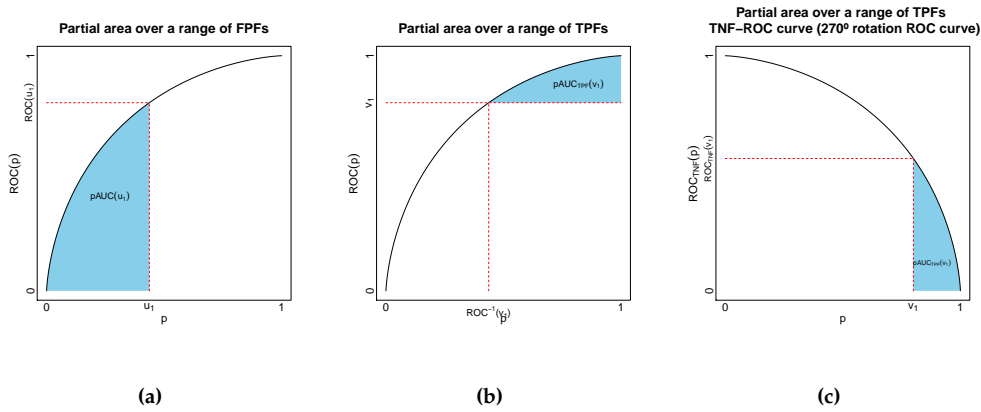 Partial area over a range of FPFs
1
ROC(u₁)
ROC(p)
pAUC(u₁)
0
0
u₁
1
p
(a)
Partial area over a range of TPFs
1
v₁
ROC(p)
pAUC_TPF(v₁)
0
0
ROC⁻¹(v₁)
1
p
(b)
Partial area over a range of TPFs
TNF−ROC curve (270º rotation ROC curve)
1
ROC_TNF(p)
ROC_TNF(v₁)
pAUC_TPF(v₁)
0
0
v₁
1
p
(c)